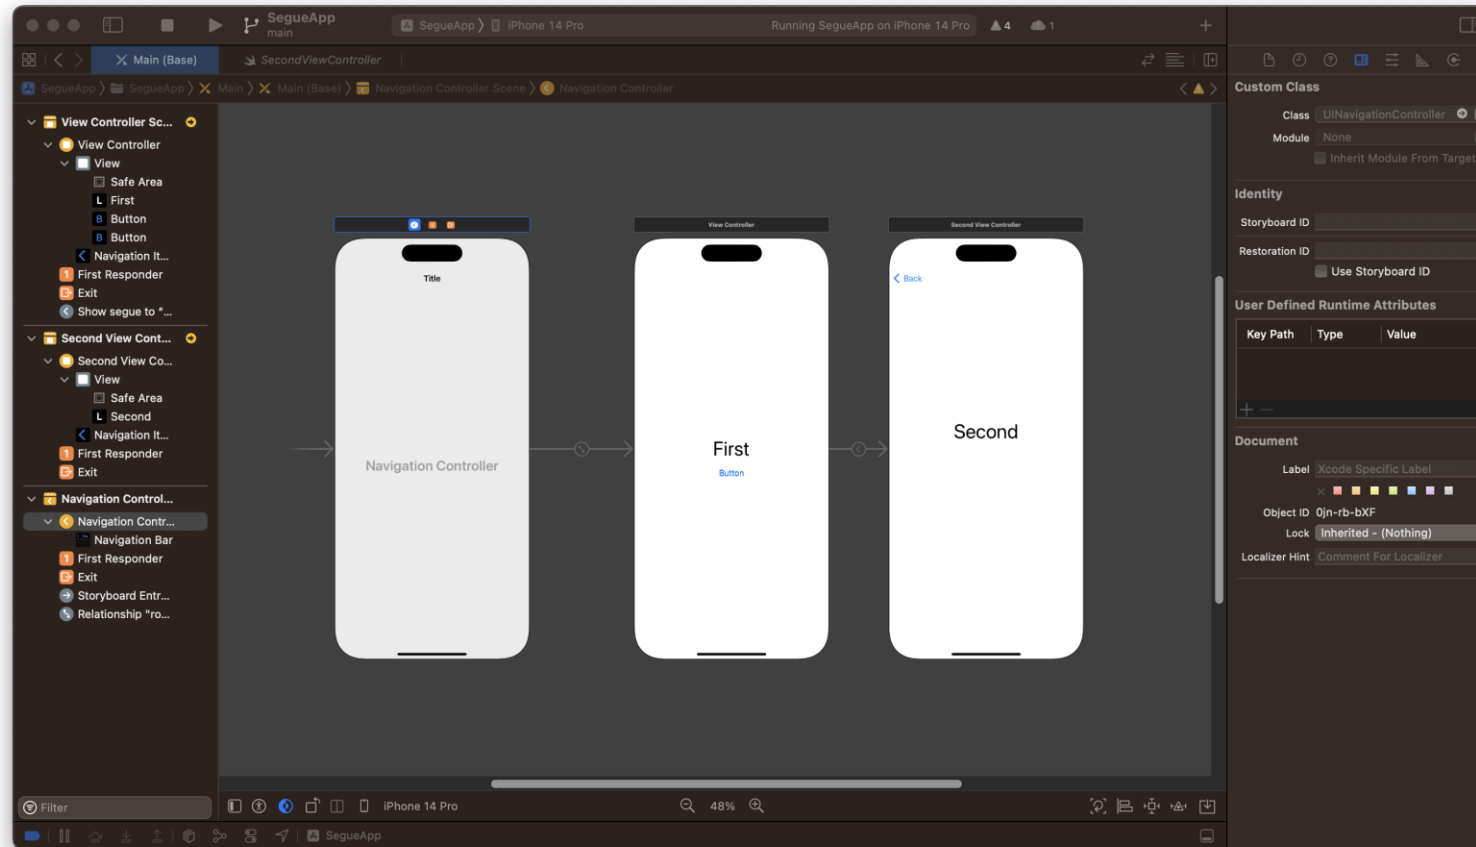 SegueApp
main
SegueApp
iPhone 14 Pro
Running SegueApp on iPhone 14 Pro
4
1
Main (Base)
SecondViewController
SegueApp
SegueApp
Main
Main (Base)
Navigation Controller Scene
Navigation Controller
View Controller Sc...
View Controller
View
Safe Area
L First
B Button
B Button
Navigation It...
1 First Responder
Exit
Show segue to "...
Second View Cont...
Second View Co...
View
Safe Area
L Second
Navigation It...
1 First Responder
Exit
Navigation Control...
Navigation Contr...
Navigation Bar
1 First Responder
Exit
Storyboard Entr...
Relationship "ro...
Filter
Title
Navigation Controller
View Controller
First
Button
Second View Controller
Back
Second
iPhone 14 Pro
48%
SegueApp
Custom Class
Class UINavigationController
Module None
Inherit Module From Target
Identity
Storyboard ID
Restoration ID
Use Storyboard ID
User Defined Runtime Attributes
Key Path Type Value
Document
Label Xcode Specific Label
Object ID 0jn-rb-bXF
Lock Inherited - (Nothing)
Localizer Hint Comment For Localizer